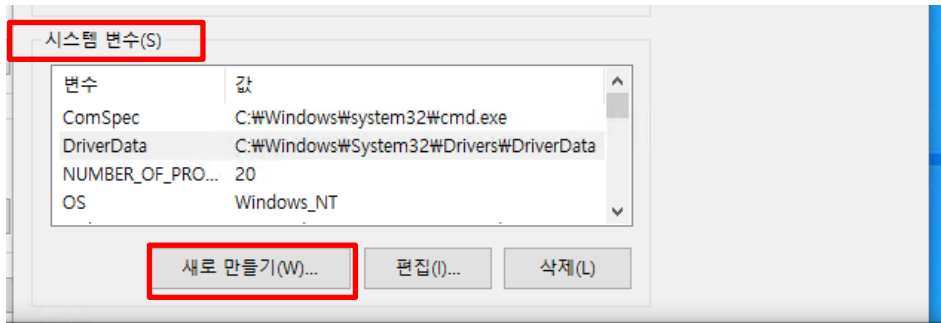 시스템 변수(S)
변수 값
ComSpec C:₩Windows₩system32₩cmd.exe
DriverData C:₩Windows₩System32₩Drivers₩DriverData
NUMBER_OF_PRO... 20
OS Windows_NT
새로 만들기(W)... 편집(I)... 삭제(L)